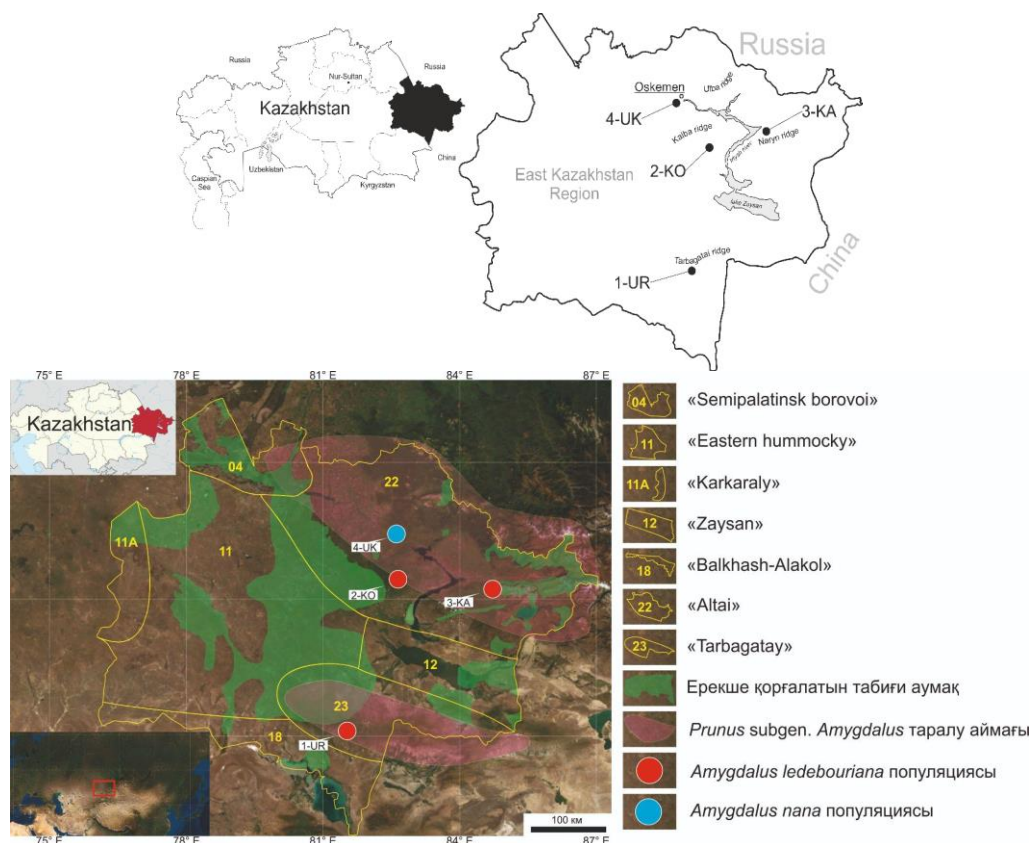 Russia
Russia
Nur-Sultan
Kazakhstan
Caspian
Sea
Uzbekistan
Kyrgyzstan
China
Russia
Oskemen
Ulba ridge
4-UK
3-KA
Kalba ridge
Naryn ridge
2-KO
East Kazakhstan
Region
lake Zaysan
Tarbagatai ridge
1-UR
China
75° E
78° E
81° E
84° E
87° E
Kazakhstan
04
22
11A
11
4-UK
2-KO
3-KA
12
23
18
1-UR
100 км
75° E
78° E
81° E
84° E
87° E
04 «Semipalatinsk borovoi»
11 «Eastern hummocky»
11A «Karkaraly»
12 «Zaysan»
18 «Balkhash-Alakol»
22 «Altai»
23 «Tarbagatay»
Ерекше қорғалатын табиғи аумақ
Prunus subgen. Amygdalus таралу аймағы
Amygdalus ledebouriana популяциясы
Amygdalus nana популяциясы